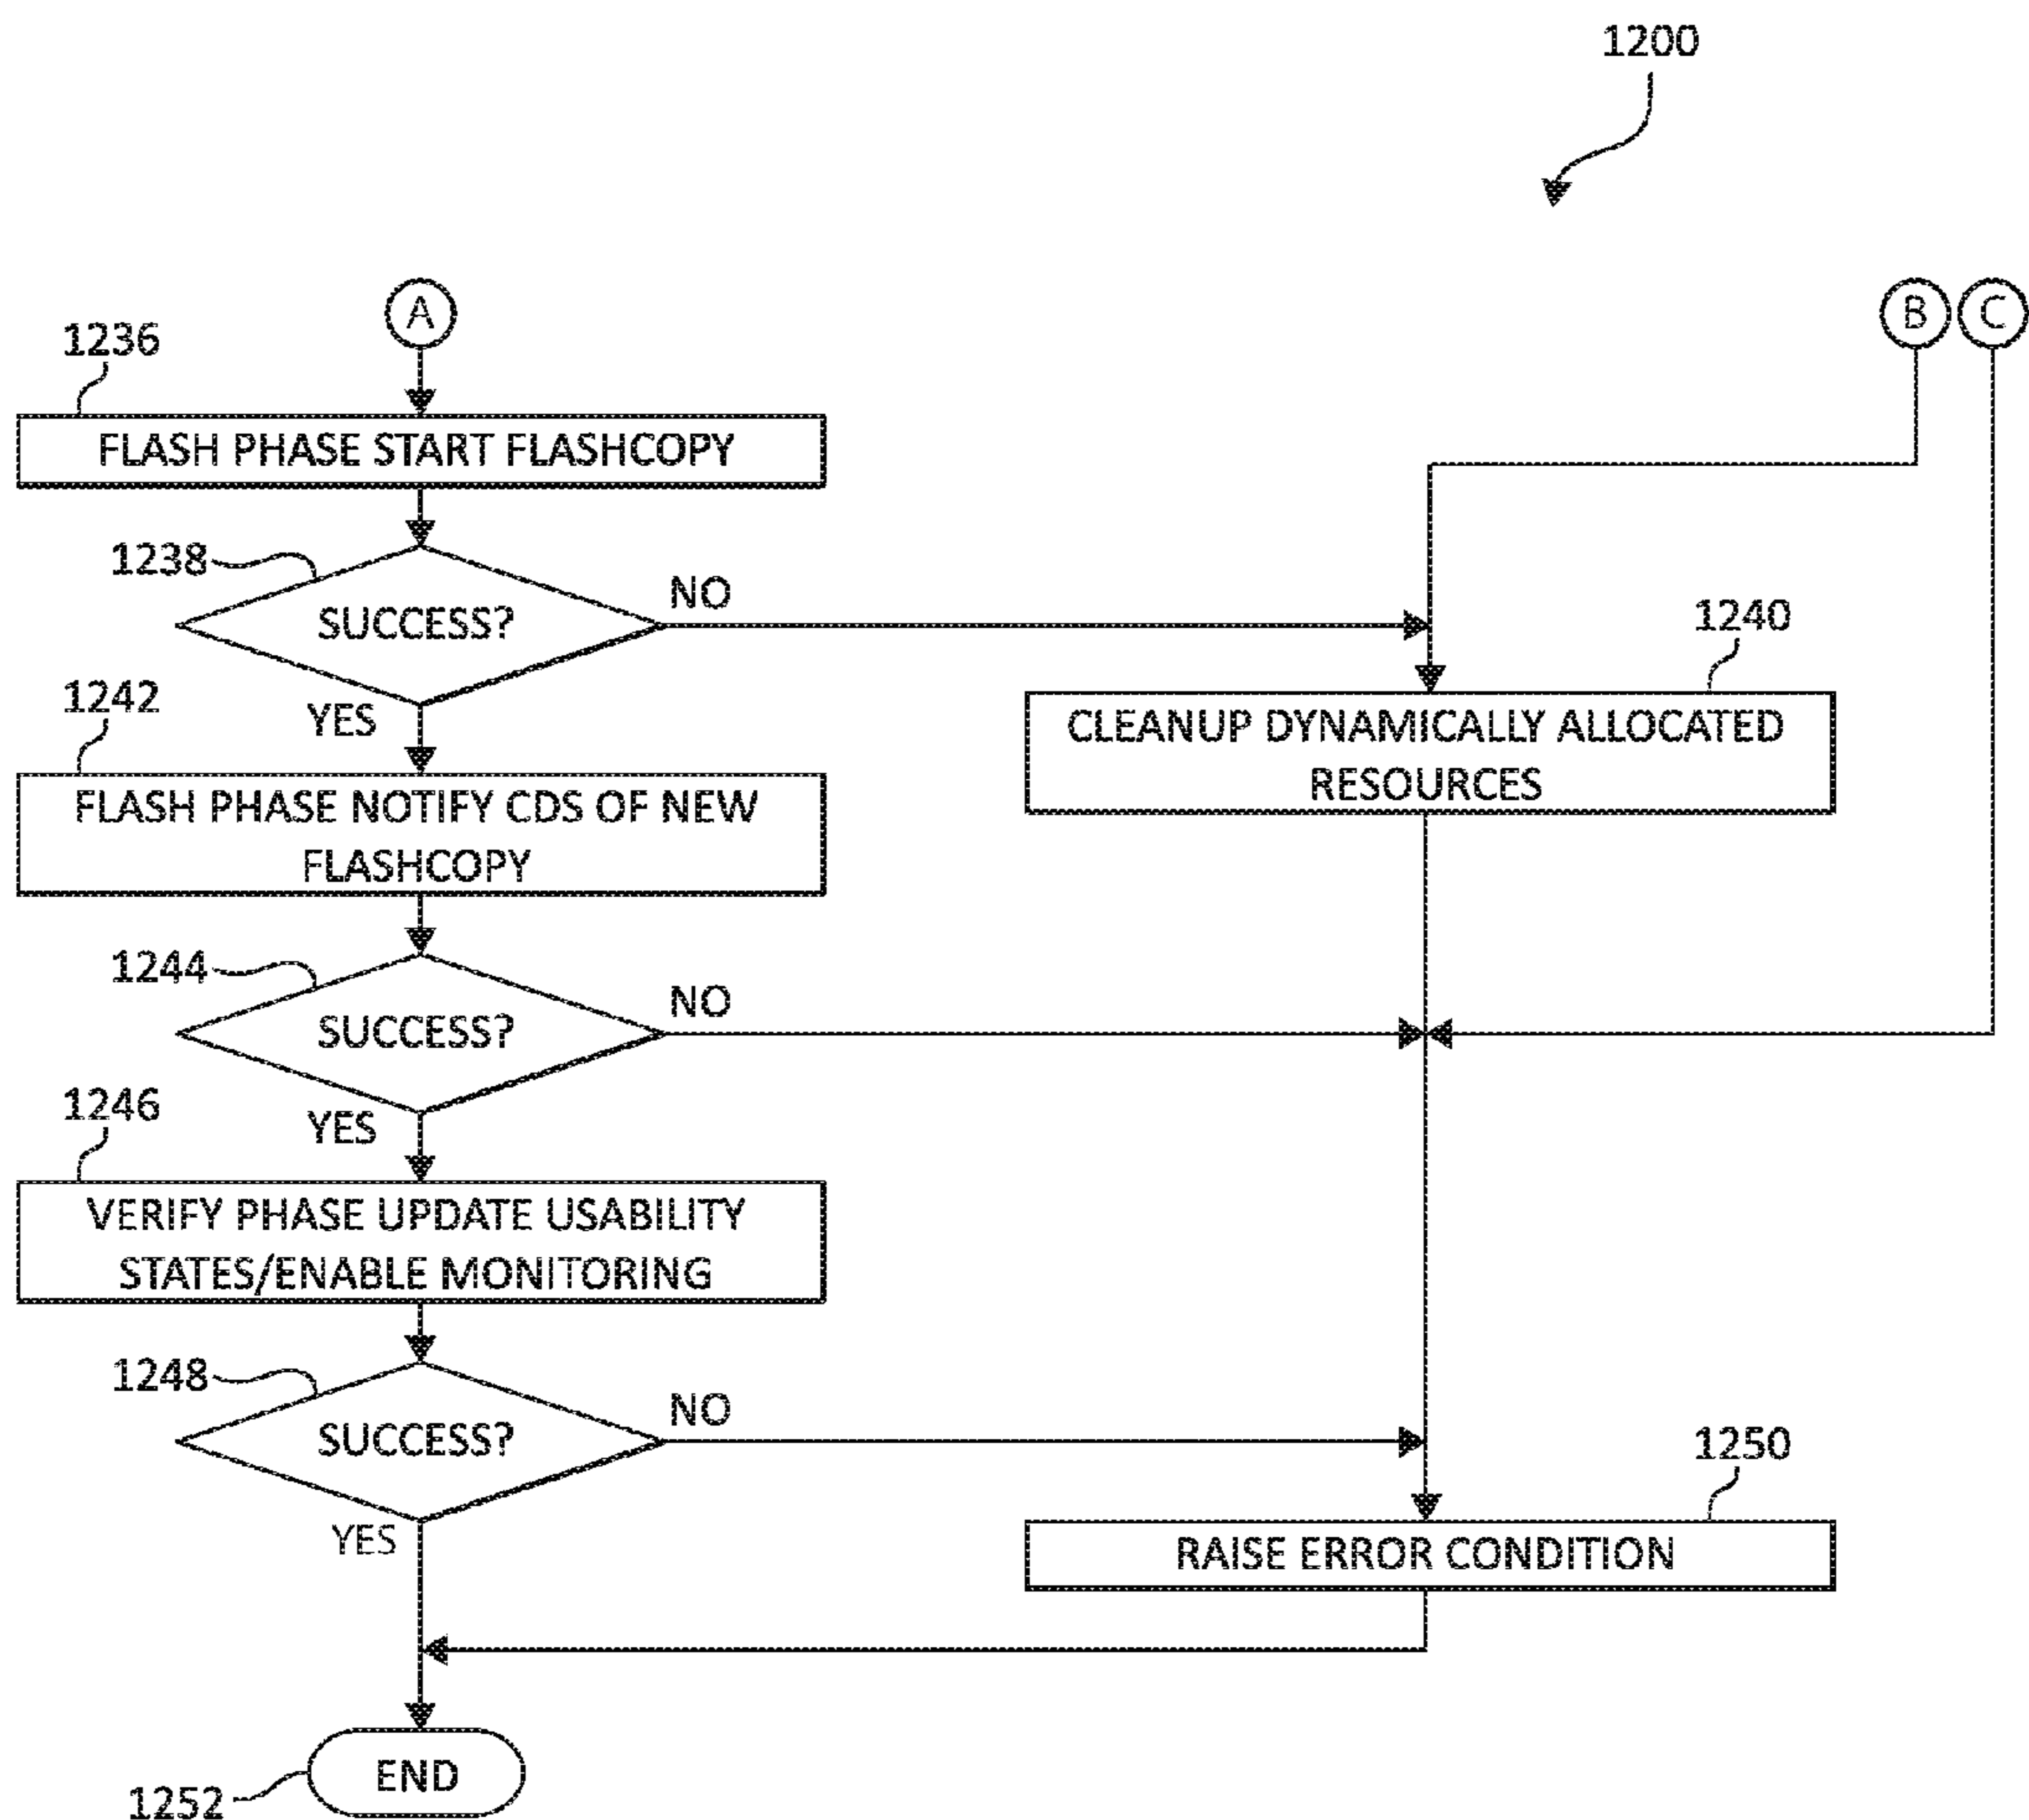 1200
A
B
C
1236
FLASH PHASE START FLASHCOPY
1238
SUCCESS?
NO
YES
1240
CLEANUP DYNAMICALLY ALLOCATED
RESOURCES
1242
FLASH PHASE NOTIFY CDS OF NEW
FLASHCOPY
1244
SUCCESS?
NO
YES
1246
VERIFY PHASE UPDATE USABILITY
STATES/ENABLE MONITORING
1248
SUCCESS?
NO
YES
1250
RAISE ERROR CONDITION
END
1252